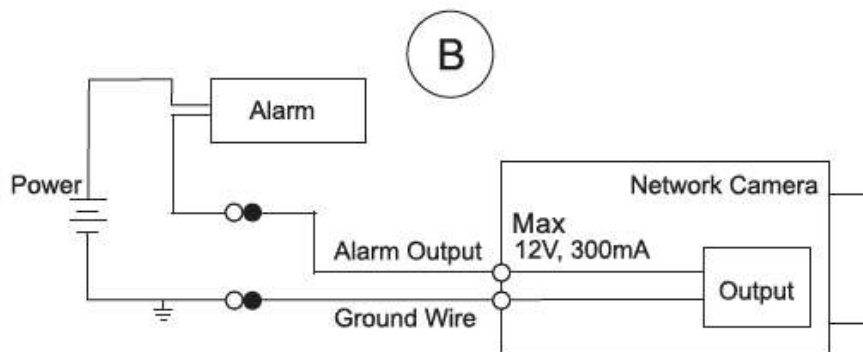 B
Alarm
Power
Network Camera
Max
12V, 300mA
Alarm Output
Output
Ground Wire